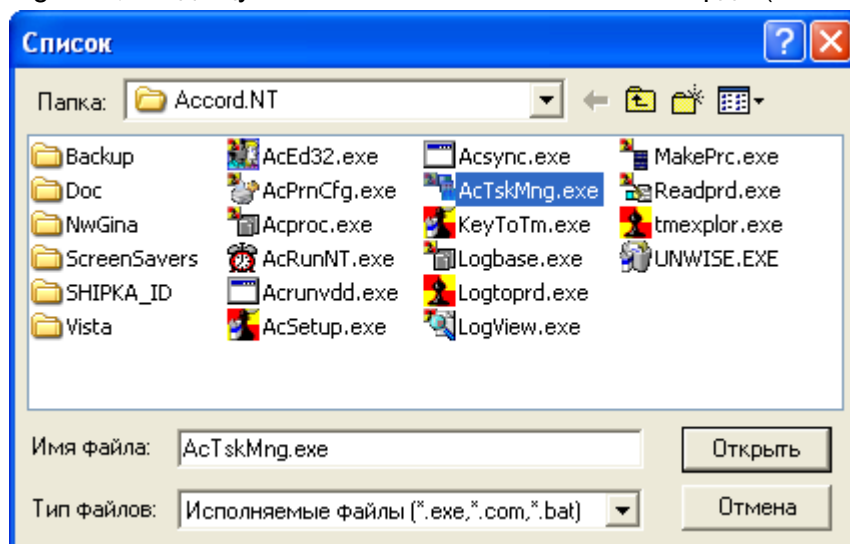 Список
Папка: Accord.NT
Backup AcEd32.exe Acsync.exe MakePrc.exe
Doc AcPrnCfg.exe AcTskMng.exe Readprd.exe
NwGina Acproc.exe KeyToTm.exe tmexplor.exe
ScreenSavers AcRunNT.exe Logbase.exe UNWISE.EXE
SHIPKA_ID Acrunvdd.exe Logtoprd.exe
Vista AcSetup.exe LogView.exe
Имя файла: AcTskMng.exe Открыть
Тип файлов: Исполняемые файлы (*.exe,*.com,*.bat) Отмена